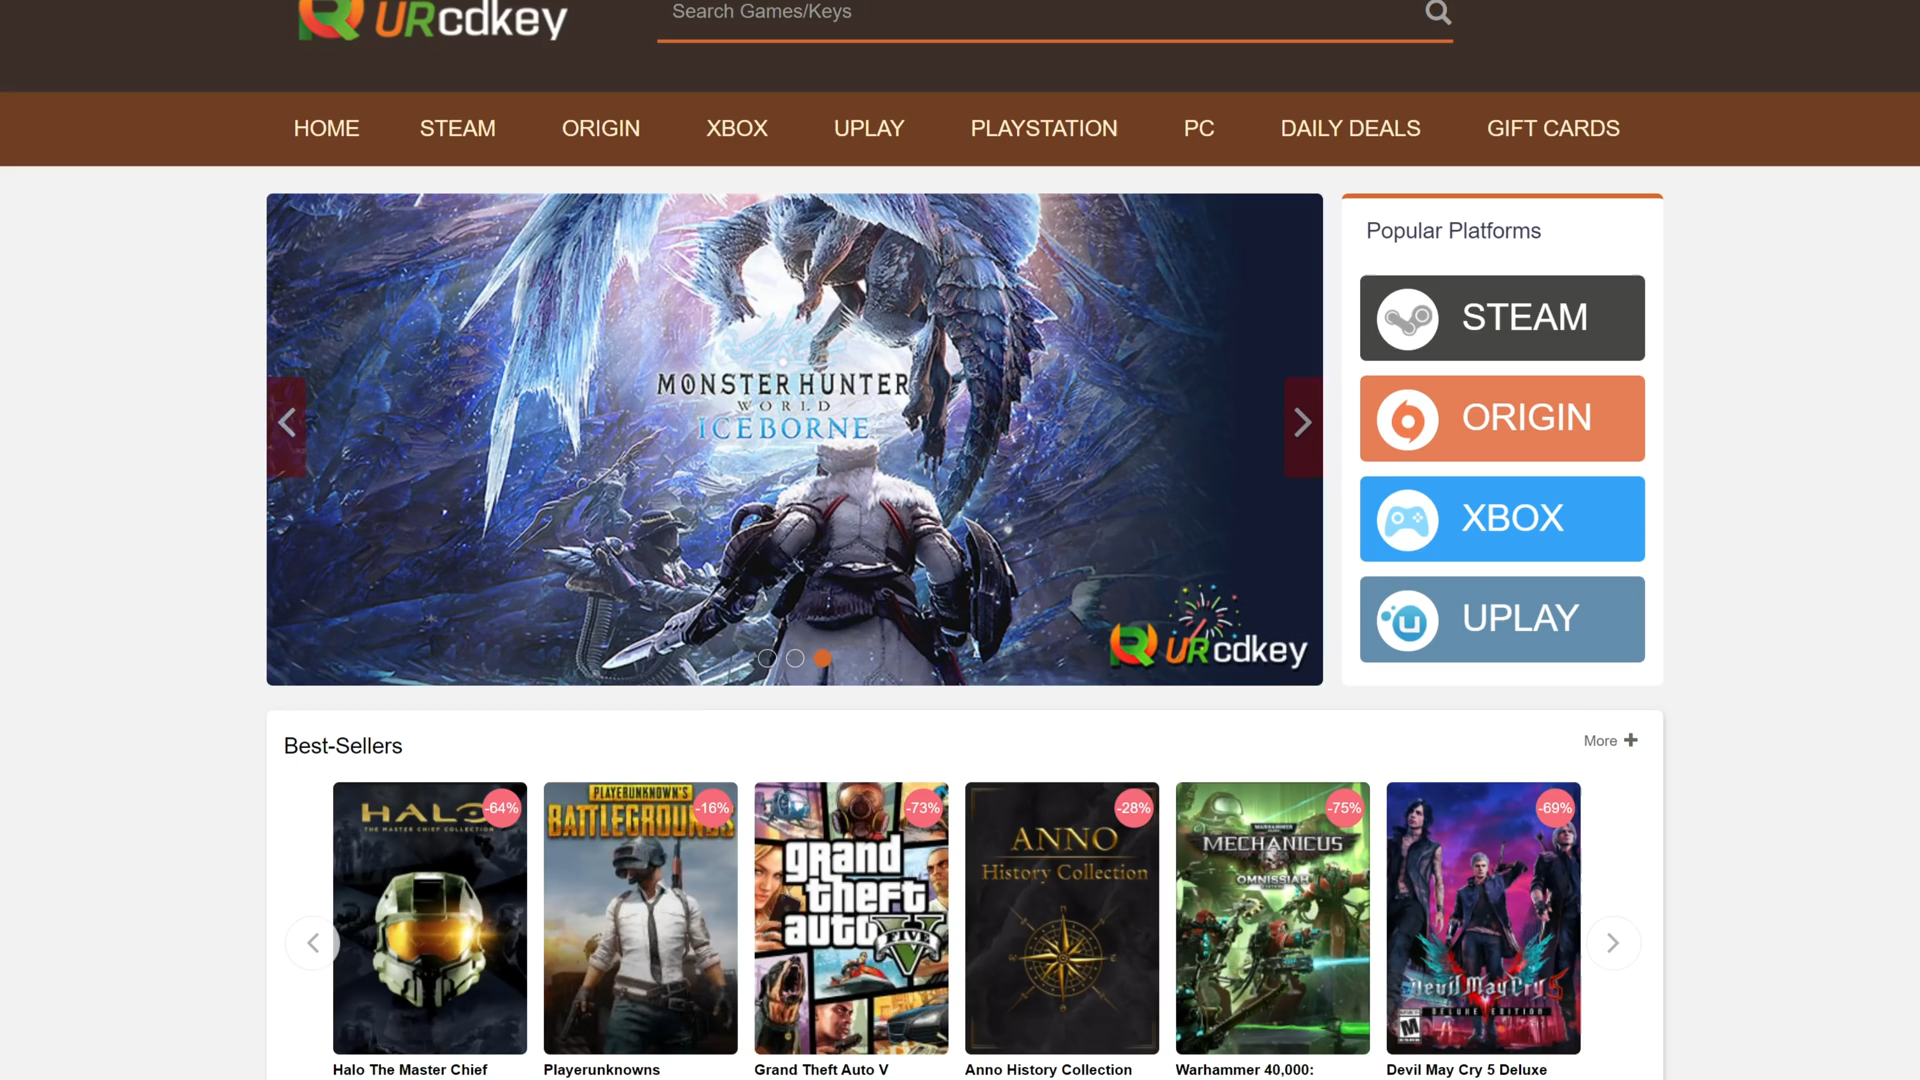 URcdkey
Search Games/Keys
HOME STEAM ORIGIN XBOX UPLAY PLAYSTATION PC DAILY DEALS GIFT CARDS
MONSTER HUNTER
WORLD
ICEBORNE
URcdkey
Popular Platforms
STEAM
ORIGIN
XBOX
UPLAY
Best-Sellers
More
HALO
THE MASTER CHIEF COLLECTION
-64%
PLAYERUNKNOWN'S
BATTLEGROUNDS
-16%
grand
theft
auto
FIVE
-73%
ANNO
History Collection
-28%
WARHAMMER
MECHANICUS
OMNISSIAH
-75%
-69%
Devil May Cry 5
DELUXE EDITION
M
Halo The Master Chief
Playerunknowns
Grand Theft Auto V
Anno History Collection
Warhammer 40,000:
Devil May Cry 5 Deluxe